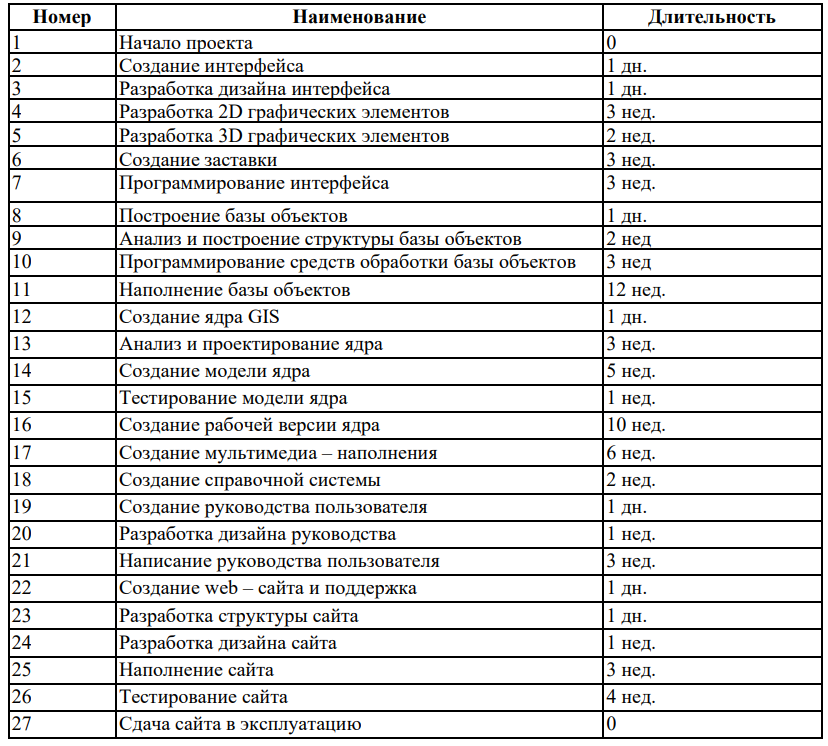 Номер Наименование Длительность
1 Начало проекта 0
2 Создание интерфейса 1 дн.
3 Разработка дизайна интерфейса 1 дн.
4 Разработка 2D графических элементов 3 нед.
5 Разработка 3D графических элементов 2 нед.
6 Создание заставки 3 нед.
7 Программирование интерфейса 3 нед.
8 Построение базы объектов 1 дн.
9 Анализ и построение структуры базы объектов 2 нед
10 Программирование средств обработки базы объектов 3 нед
11 Наполнение базы объектов 12 нед.
12 Создание ядра GIS 1 дн.
13 Анализ и проектирование ядра 3 нед.
14 Создание модели ядра 5 нед.
15 Тестирование модели ядра 1 нед.
16 Создание рабочей версии ядра 10 нед.
17 Создание мультимедиа – наполнения 6 нед.
18 Создание справочной системы 2 нед.
19 Создание руководства пользователя 1 дн.
20 Разработка дизайна руководства 1 нед.
21 Написание руководства пользователя 3 нед.
22 Создание web – сайта и поддержка 1 дн.
23 Разработка структуры сайта 1 дн.
24 Разработка дизайна сайта 1 нед.
25 Наполнение сайта 3 нед.
26 Тестирование сайта 4 нед.
27 Сдача сайта в эксплуатацию 0